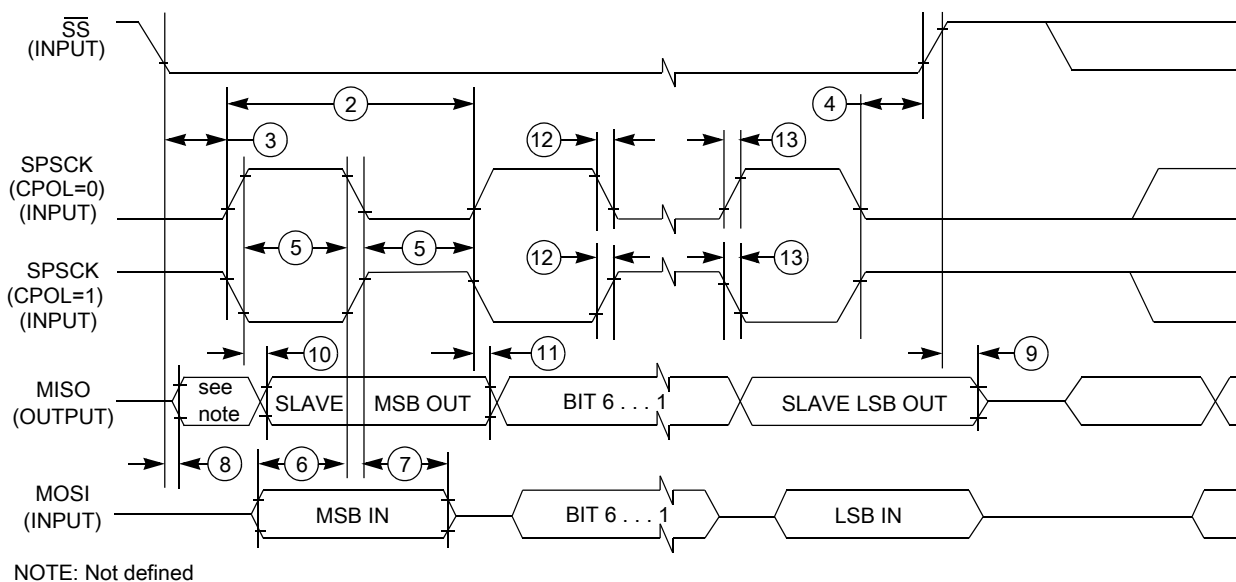 SS
(INPUT)
2
4
3
12
13
SPSCK
(CPOL=0)
(INPUT)
5
5
12
13
SPSCK
(CPOL=1)
(INPUT)
10
11
9
MISO
(OUTPUT)
see
note
SLAVE
MSB OUT
BIT 6 . . . 1
SLAVE LSB OUT
8
6
7
MOSI
(INPUT)
MSB IN
BIT 6 . . . 1
LSB IN
NOTE: Not defined